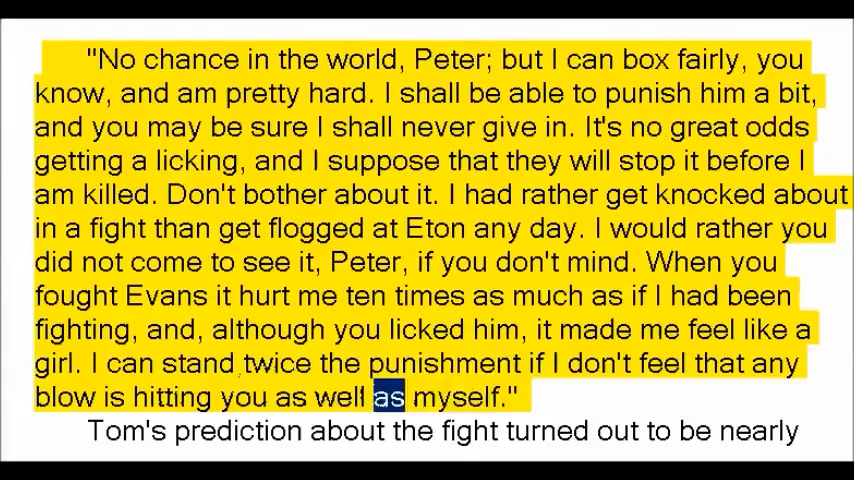 "No chance in the world, Peter; but I can box fairly, you
know, and am pretty hard. I shall be able to punish him a bit,
and you may be sure I shall never give in. It's no great odds
getting a licking, and I suppose that they will stop it before I
am killed. Don't bother about it. I had rather get knocked about
in a fight than get flogged at Eton any day. I would rather you
did not come to see it, Peter, if you don't mind. When you
fought Evans it hurt me ten times as much as if I had been
fighting, and, although you licked him, it made me feel like a
girl. I can stand twice the punishment if I don't feel that any
blow is hitting you as well as myself."
Tom's prediction about the fight turned out to be nearly